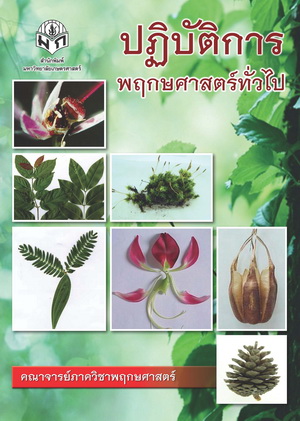 มก
สำนักพิมพ์
มหาวิทยาลัยเกษตรศาสตร์
ปฏิบัติการ
พฤกษศาสตร์ทั่วไป
คณาจารย์ภาควิชาพฤกษศาสตร์